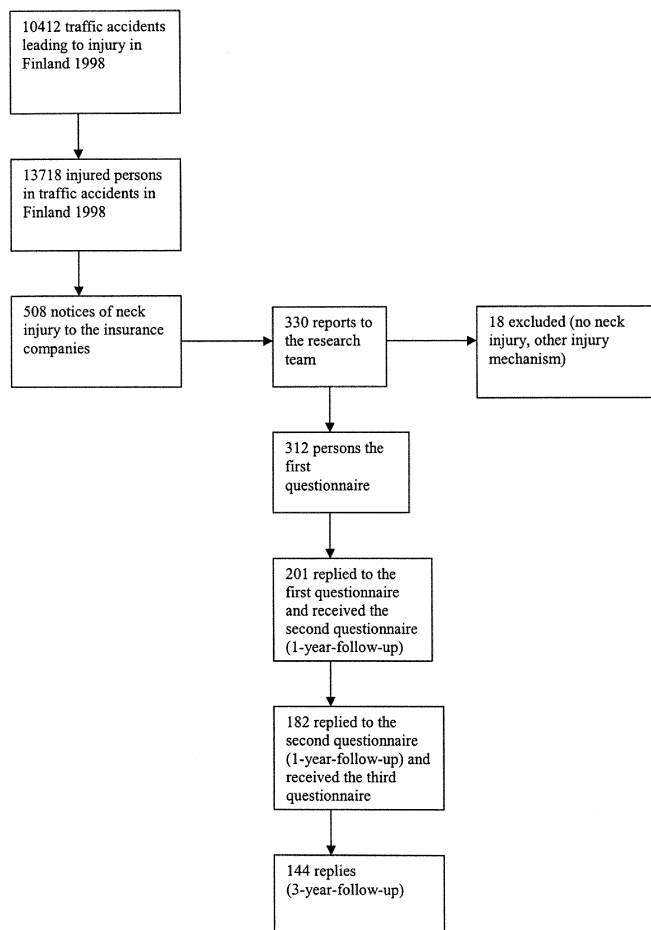 10412 traffic accidents
leading to injury in
Finland 1998
13718 injured persons
in traffic accidents in
Finland 1998
508 notices of neck
injury to the insurance
companies
330 reports to
the research
team
18 excluded (no neck
injury, other injury
mechanism)
312 persons the
first
questionnaire
201 replied to the
first questionnaire
and received the
second questionnaire
(1-year-follow-up)
182 replied to the
second questionnaire
(1-year-follow-up) and
received the third
questionnaire
144 replies
(3-year-follow-up)